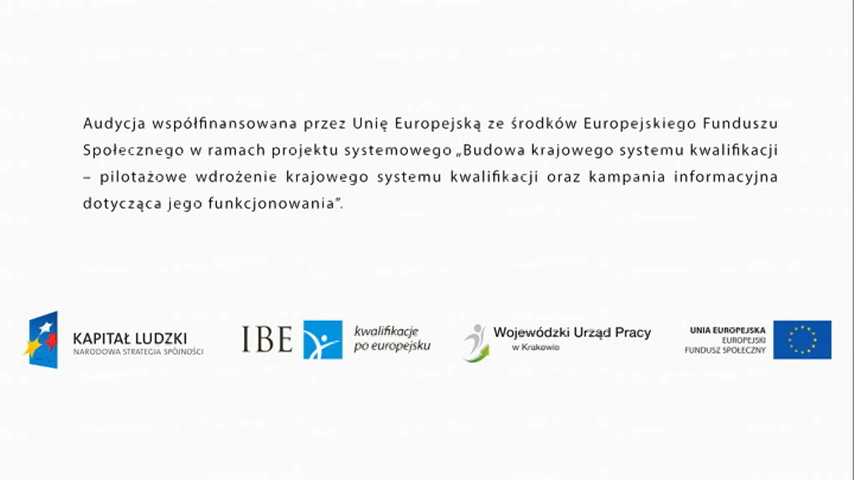 Audycja współfinansowana przez Unię Europejską ze środków Europejskiego Funduszu
Społecznego w ramach projektu systemowego „Budowa krajowego systemu kwalifikacji
– pilotażowe wdrożenie krajowego systemu kwalifikacji oraz kampania informacyjna
dotycząca jego funkcjonowania”.
KAPITAŁ LUDZKI
NARODOWA STRATEGIA SPÓJNOŚCI
IBE
kwalifikacje
po europejsku
Wojewódzki Urząd Pracy
w Krakowie
UNIA EUROPEJSKA
EUROPEJSKI
FUNDUSZ SPOŁECZNY